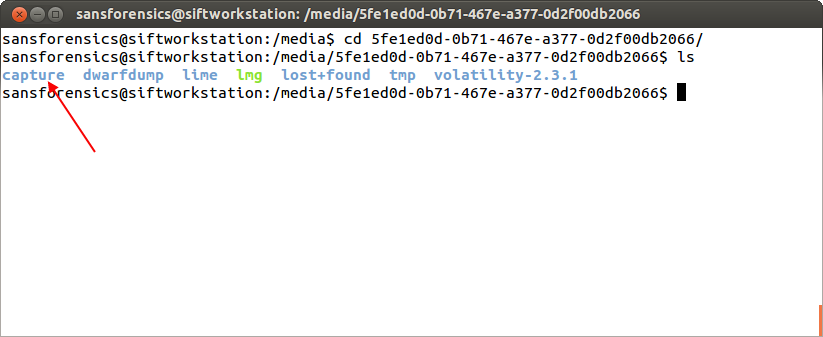 sansforensics@siftworkstation: /media/5fe1ed0d-0b71-467e-a377-0d2f00db2066
sansforensics@siftworkstation:/media$ cd 5fe1ed0d-0b71-467e-a377-0d2f00db2066/
sansforensics@siftworkstation:/media/5fe1ed0d-0b71-467e-a377-0d2f00db2066$ ls
capture  dwarfdump  lime  lmg  lost+found  tmp  volatility-2.3.1
sansforensics@siftworkstation:/media/5fe1ed0d-0b71-467e-a377-0d2f00db2066$